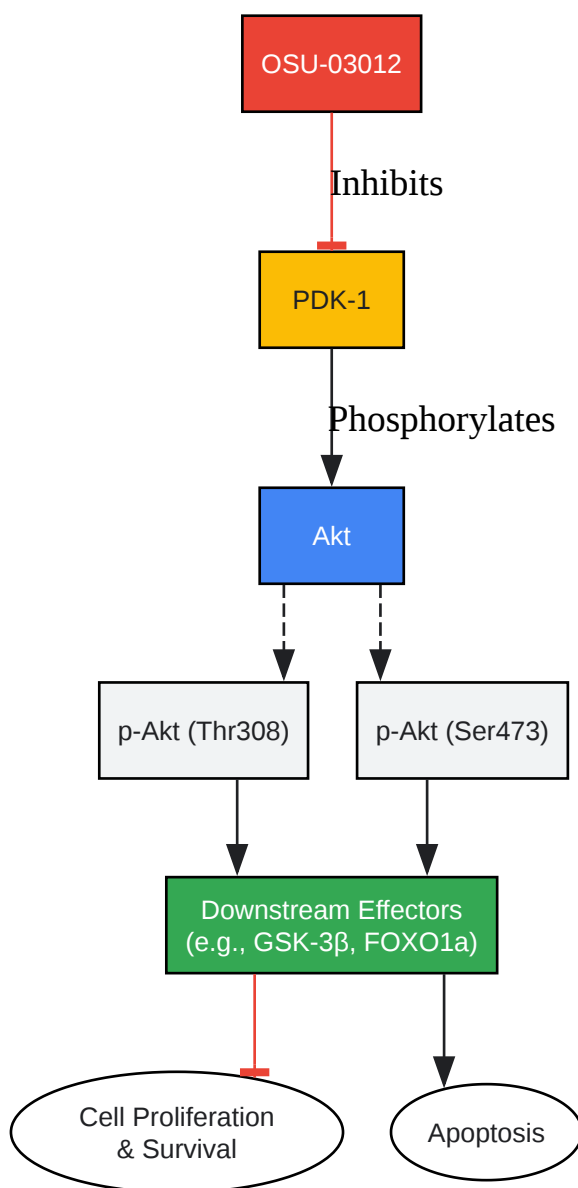 OSU-03012
Inhibits
PDK-1
Phosphorylates
Akt
p-Akt (Thr308)
p-Akt (Ser473)
Downstream Effectors
(e.g., GSK-3β, FOXO1a)
Cell Proliferation
& Survival
Apoptosis